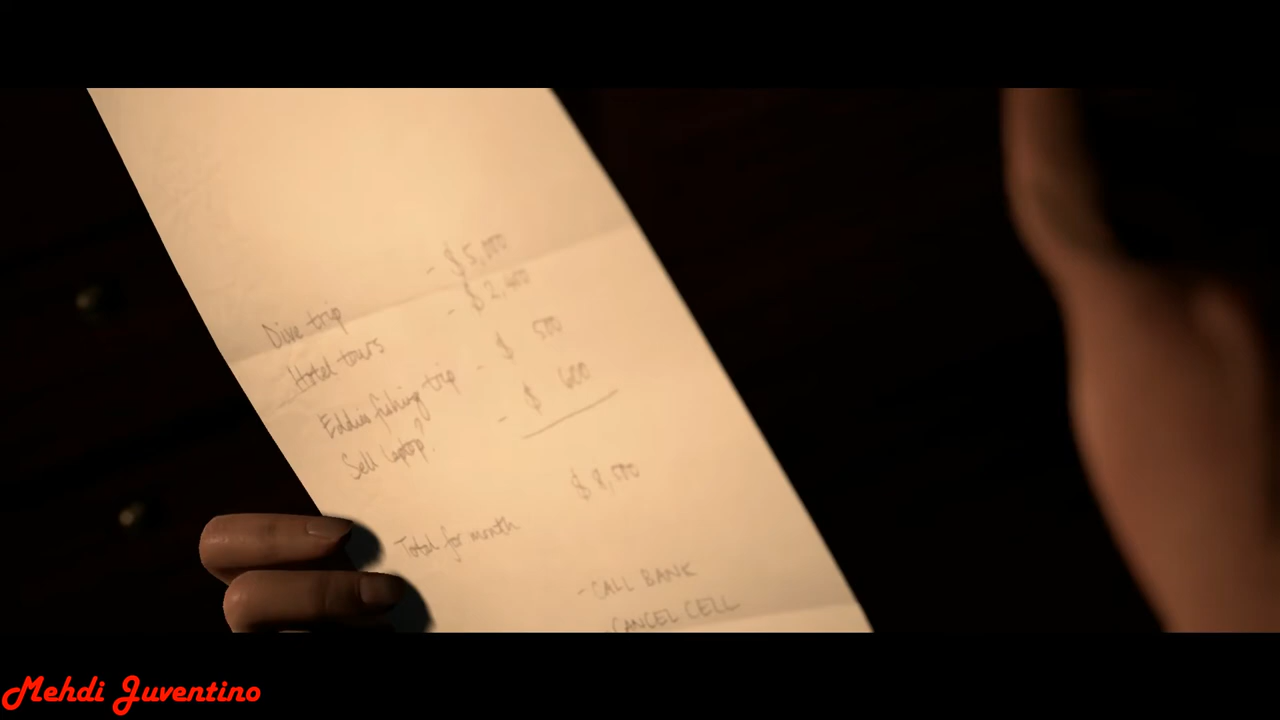 Dive trip - $5,000
Hotel tours - $2,400
Eddies fishing trip - $ 500
Sell laptop? - $ 600
$8,500
Total for month
- CALL BANK
- CANCEL CELL
Mehdi Juventino